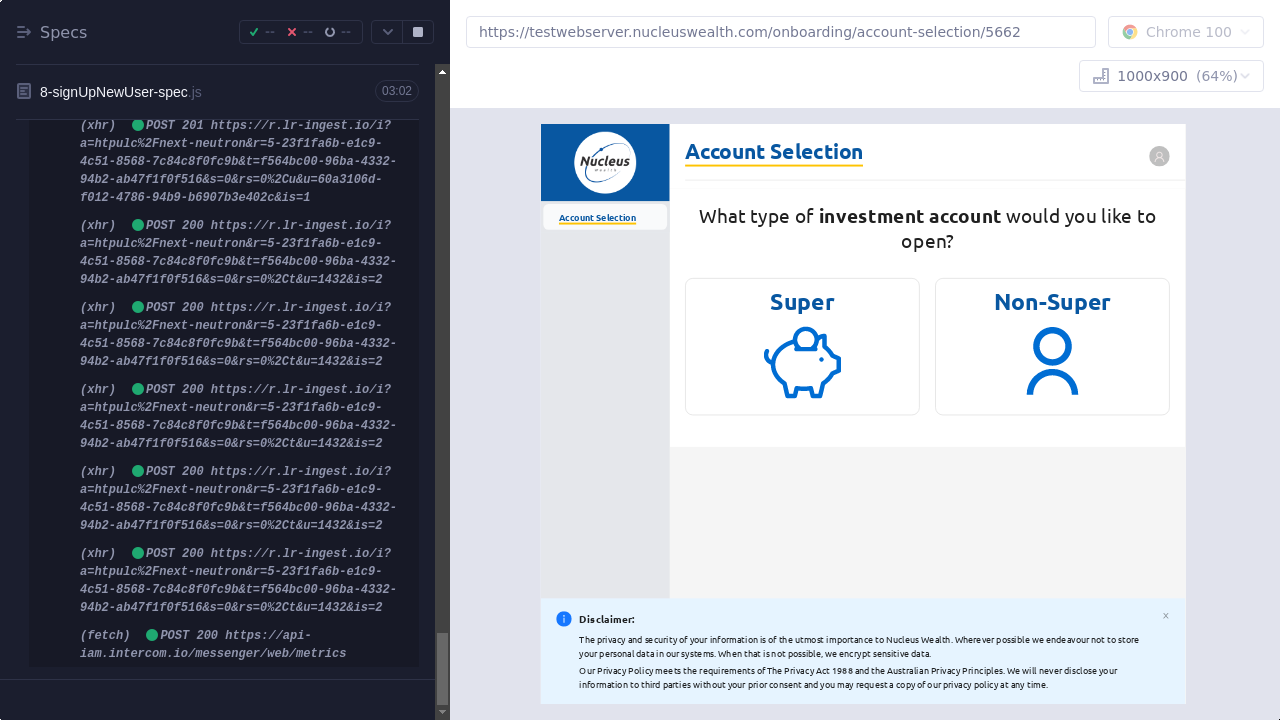 Specs
-- -- --
8-signUpNewUser-spec.js
03:02
(xhr) POST 201 https://r.lr-ingest.io/i?
a=htpulc%2Fnext-neutron&r=5-23f1fa6b-e1c9-
4c51-8568-7c84c8f0fc9b&t=f564bc00-96ba-4332-
94b2-ab47f1f0f516&s=0&rs=0%2Cu&u=60a3106d-
f012-4786-94b9-b6907b3e402c&is=1
(xhr) POST 200 https://r.lr-ingest.io/i?
a=htpulc%2Fnext-neutron&r=5-23f1fa6b-e1c9-
4c51-8568-7c84c8f0fc9b&t=f564bc00-96ba-4332-
94b2-ab47f1f0f516&s=0&rs=0%2Ct&u=1432&is=2
(xhr) POST 200 https://r.lr-ingest.io/i?
a=htpulc%2Fnext-neutron&r=5-23f1fa6b-e1c9-
4c51-8568-7c84c8f0fc9b&t=f564bc00-96ba-4332-
94b2-ab47f1f0f516&s=0&rs=0%2Ct&u=1432&is=2
(xhr) POST 200 https://r.lr-ingest.io/i?
a=htpulc%2Fnext-neutron&r=5-23f1fa6b-e1c9-
4c51-8568-7c84c8f0fc9b&t=f564bc00-96ba-4332-
94b2-ab47f1f0f516&s=0&rs=0%2Ct&u=1432&is=2
(xhr) POST 200 https://r.lr-ingest.io/i?
a=htpulc%2Fnext-neutron&r=5-23f1fa6b-e1c9-
4c51-8568-7c84c8f0fc9b&t=f564bc00-96ba-4332-
94b2-ab47f1f0f516&s=0&rs=0%2Ct&u=1432&is=2
(xhr) POST 200 https://r.lr-ingest.io/i?
a=htpulc%2Fnext-neutron&r=5-23f1fa6b-e1c9-
4c51-8568-7c84c8f0fc9b&t=f564bc00-96ba-4332-
94b2-ab47f1f0f516&s=0&rs=0%2Ct&u=1432&is=2
(fetch) POST 200 https://api-
iam.intercom.io/messenger/web/metrics
https://testwebserver.nucleuswealth.com/onboarding/account-selection/5662
Chrome 100
1000x900 (64%)
Nucleus
Wealth
Account Selection
Account Selection
What type of investment account would you like to
open?
Super
Non-Super
Disclaimer:
The privacy and security of your information is of the utmost importance to Nucleus Wealth. Wherever possible we endeavour not to store
your personal data in our systems. When that is not possible, we encrypt sensitive data.
Our Privacy Policy meets the requirements of The Privacy Act 1988 and the Australian Privacy Principles. We will never disclose your
information to third parties without your prior consent and you may request a copy of our privacy policy at any time.